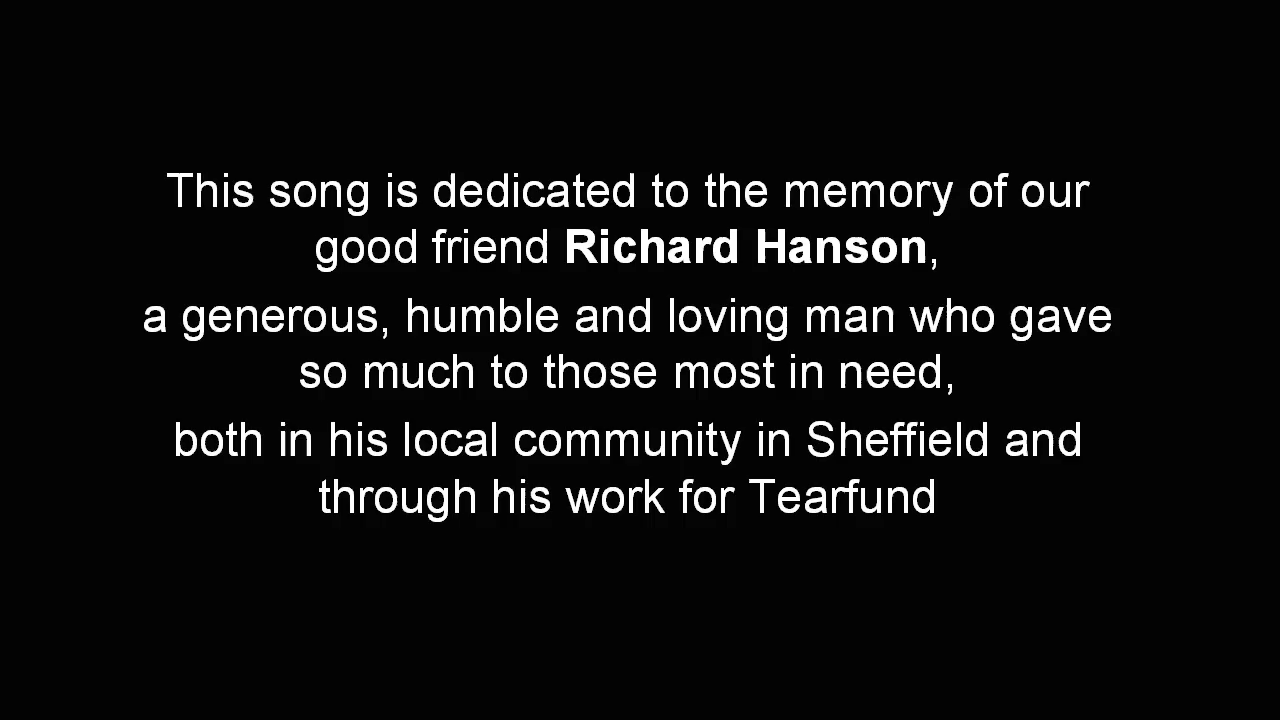 This song is dedicated to the memory of our
good friend Richard Hanson,
a generous, humble and loving man who gave
so much to those most in need,
both in his local community in Sheffield and
through his work for Tearfund